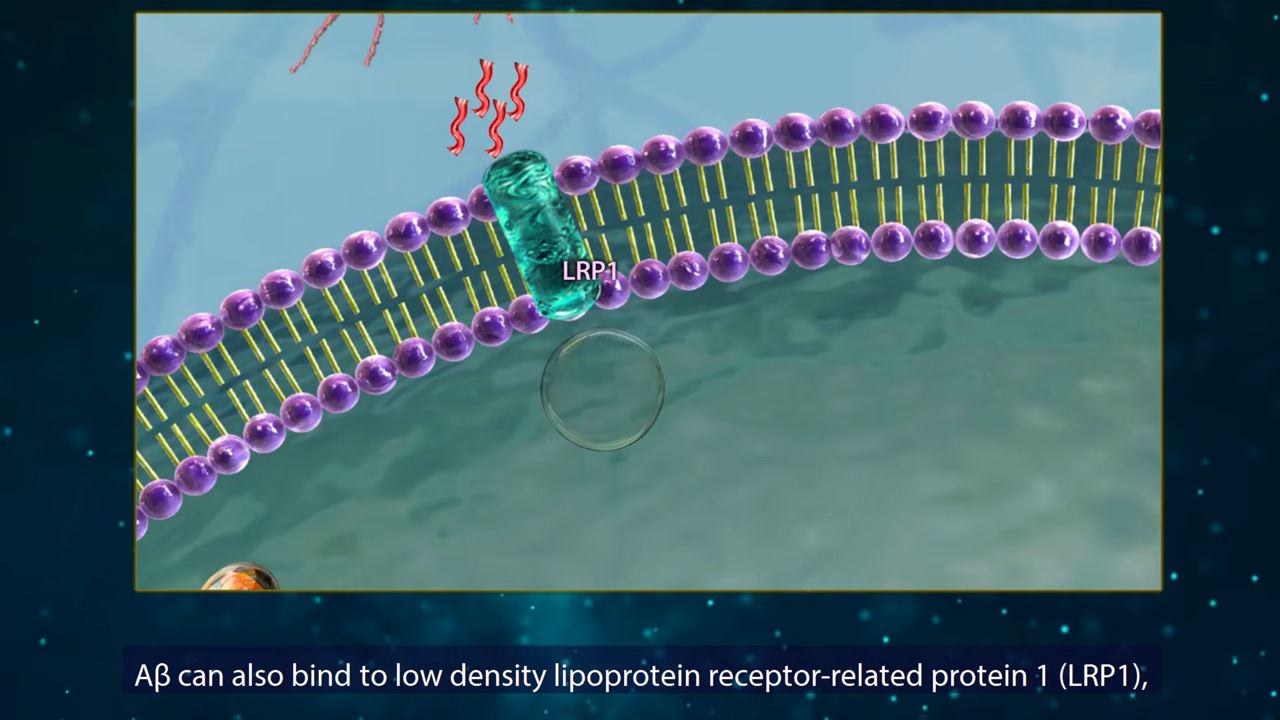 LRP1
Aβ can also bind to low density lipoprotein receptor-related protein 1 (LRP1),